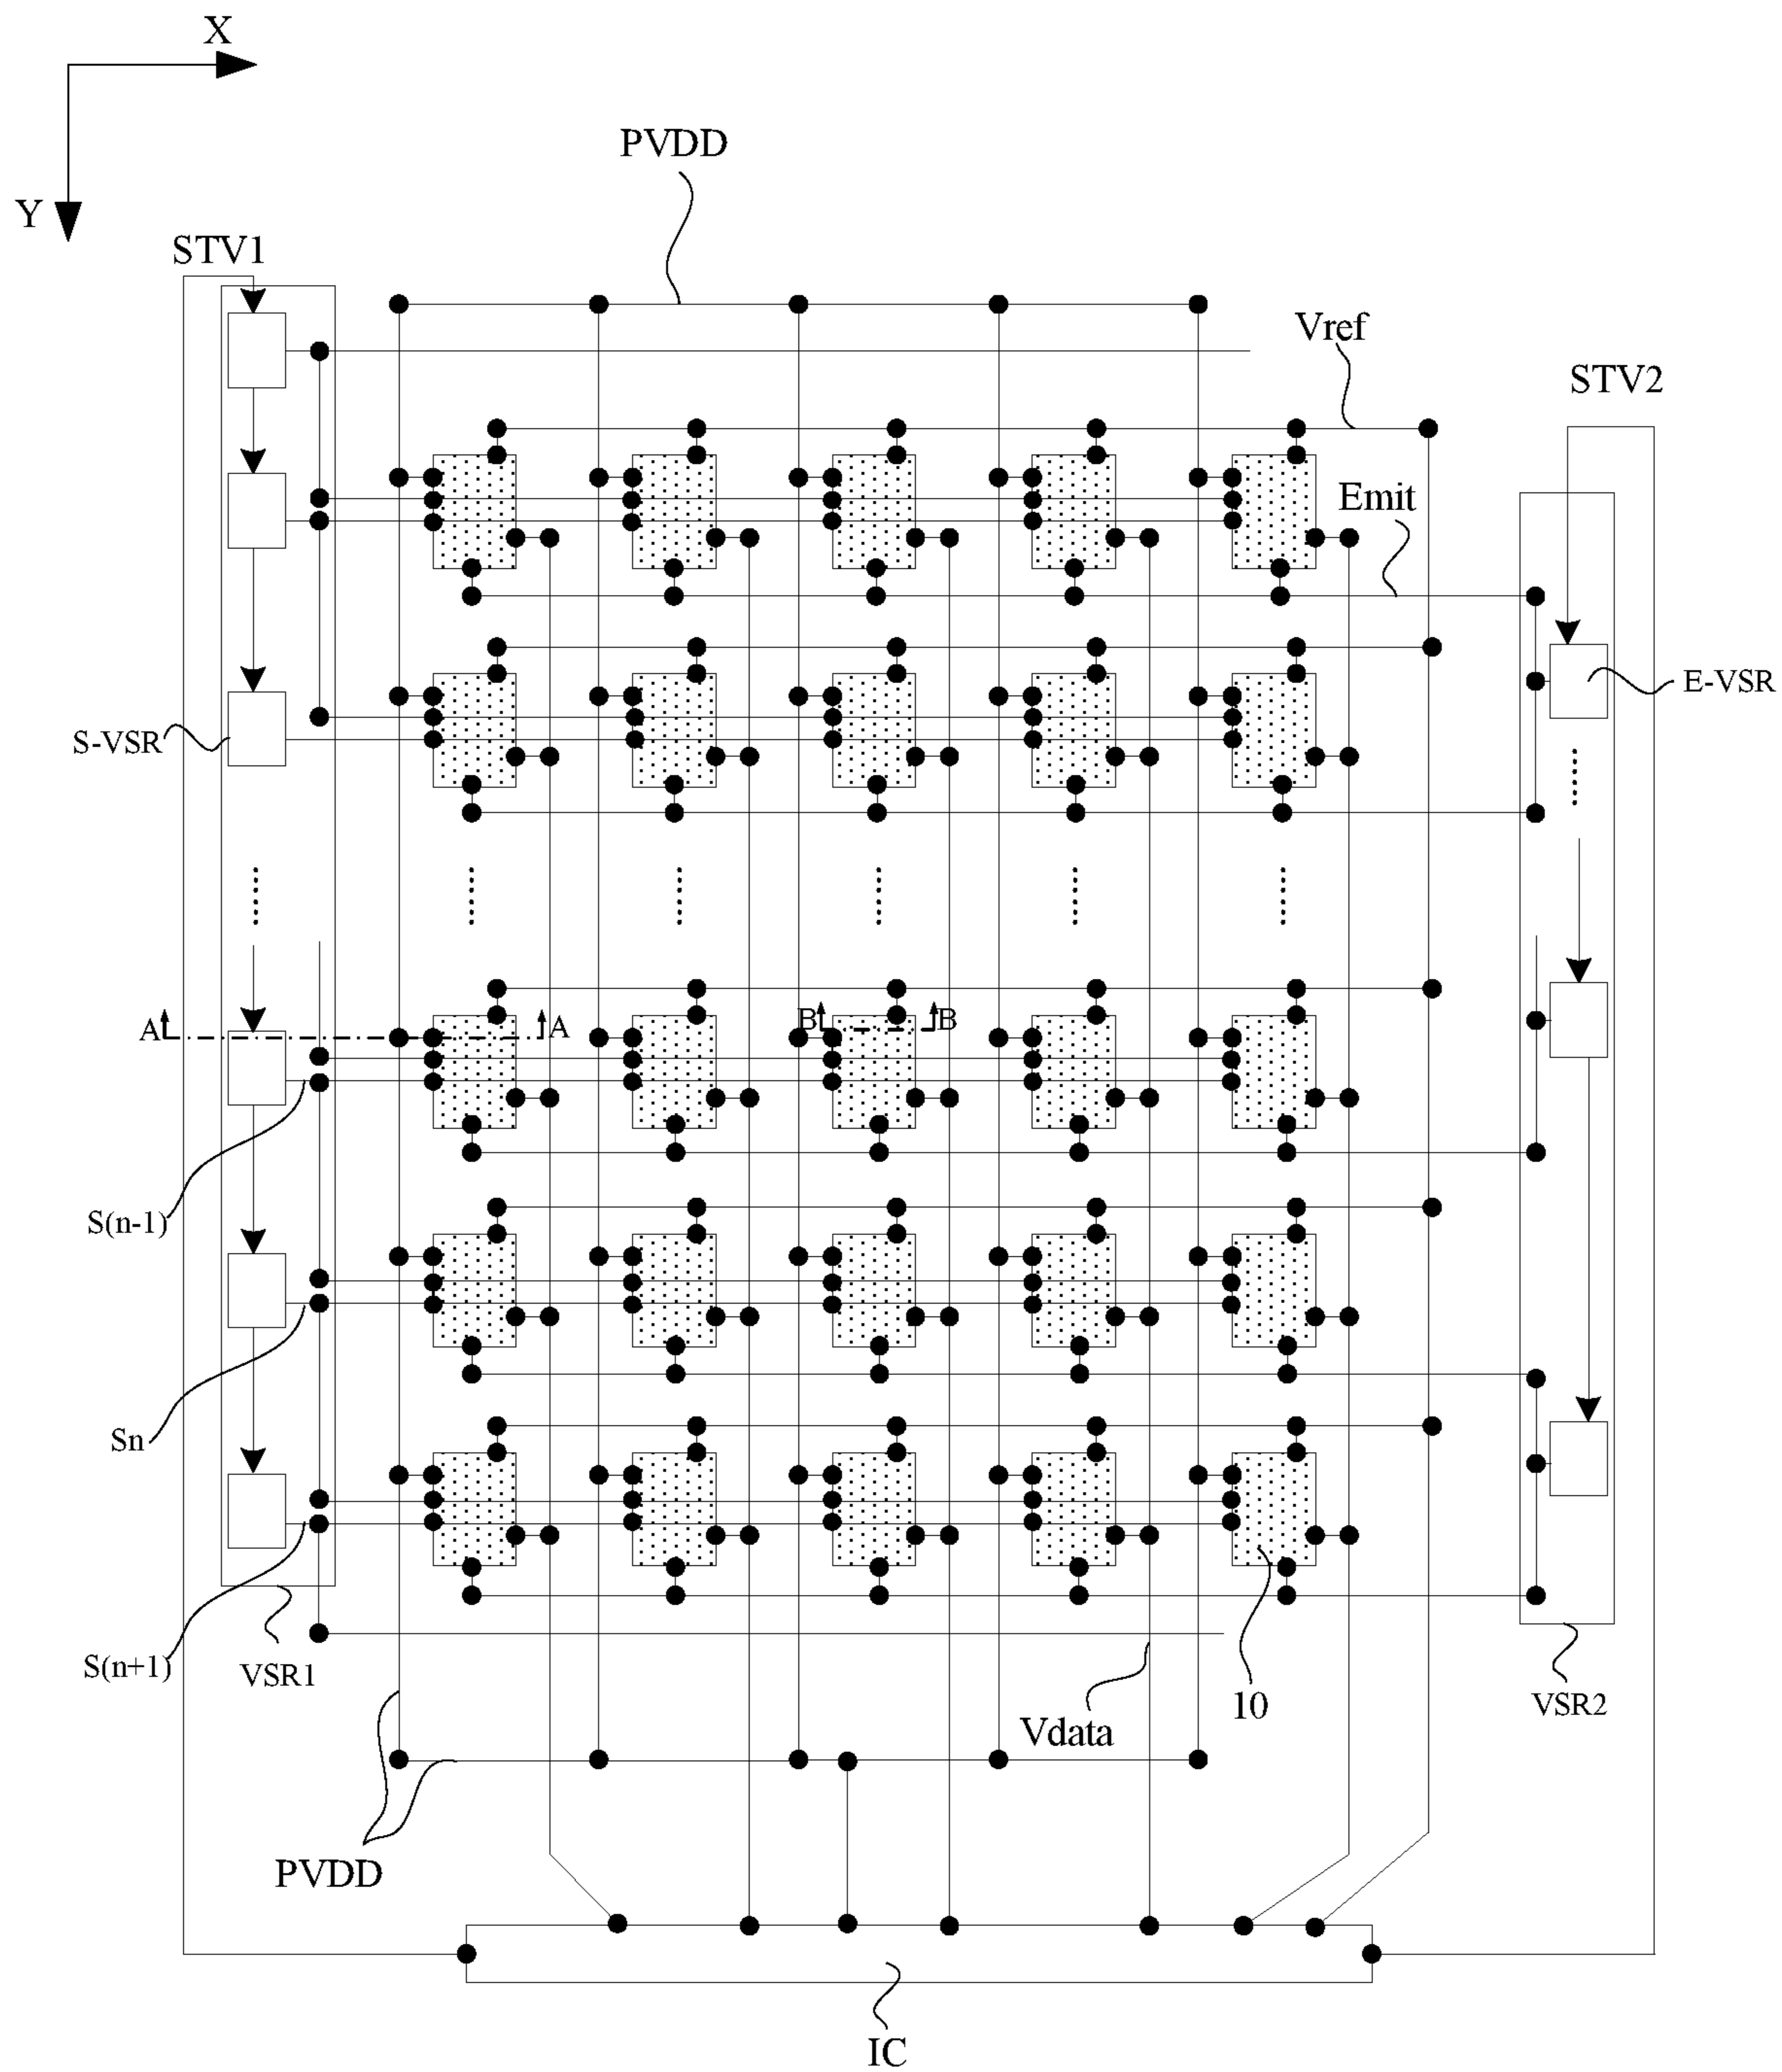 X
PVDD
Y
STV1
Vref
STV2
Emit
E-VSR
S-VSR
A
A
B
B
S(n-1)
Sn
S(n+1)
VSR1
10
VSR2
Vdata
PVDD
IC